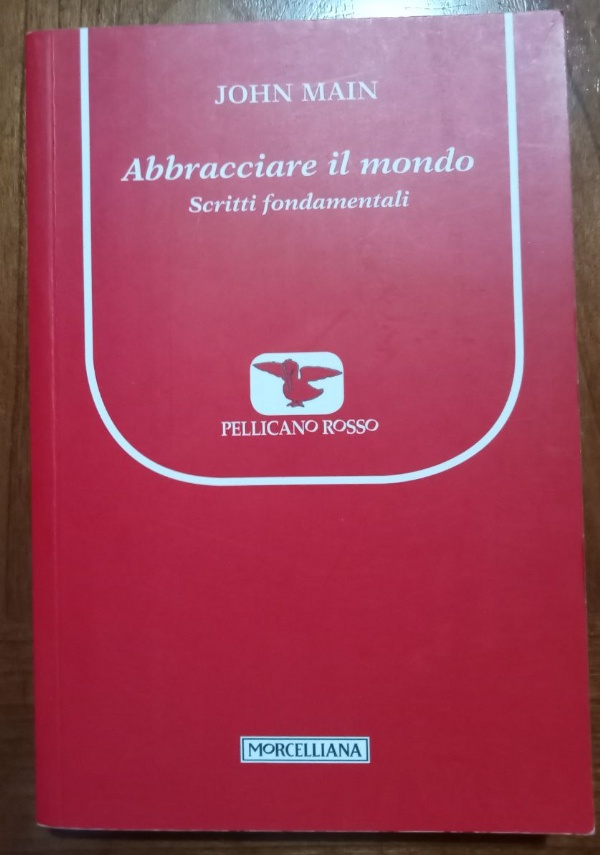 JOHN MAIN
Abbracciare il mondo
Scritti fondamentali
PELLICANO ROSSO
MORCELLIANA